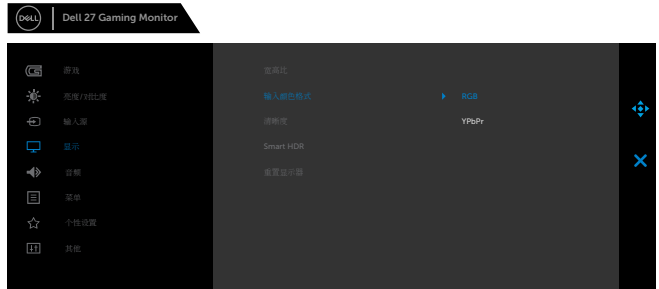 DELL
Dell 27 Gaming Monitor
游戏
亮度/对比度
输入源
显示
音频
菜单
个性设置
其他
宽高比
输入颜色格式
清晰度
Smart HDR
重置显示器
RGB
YPbPr